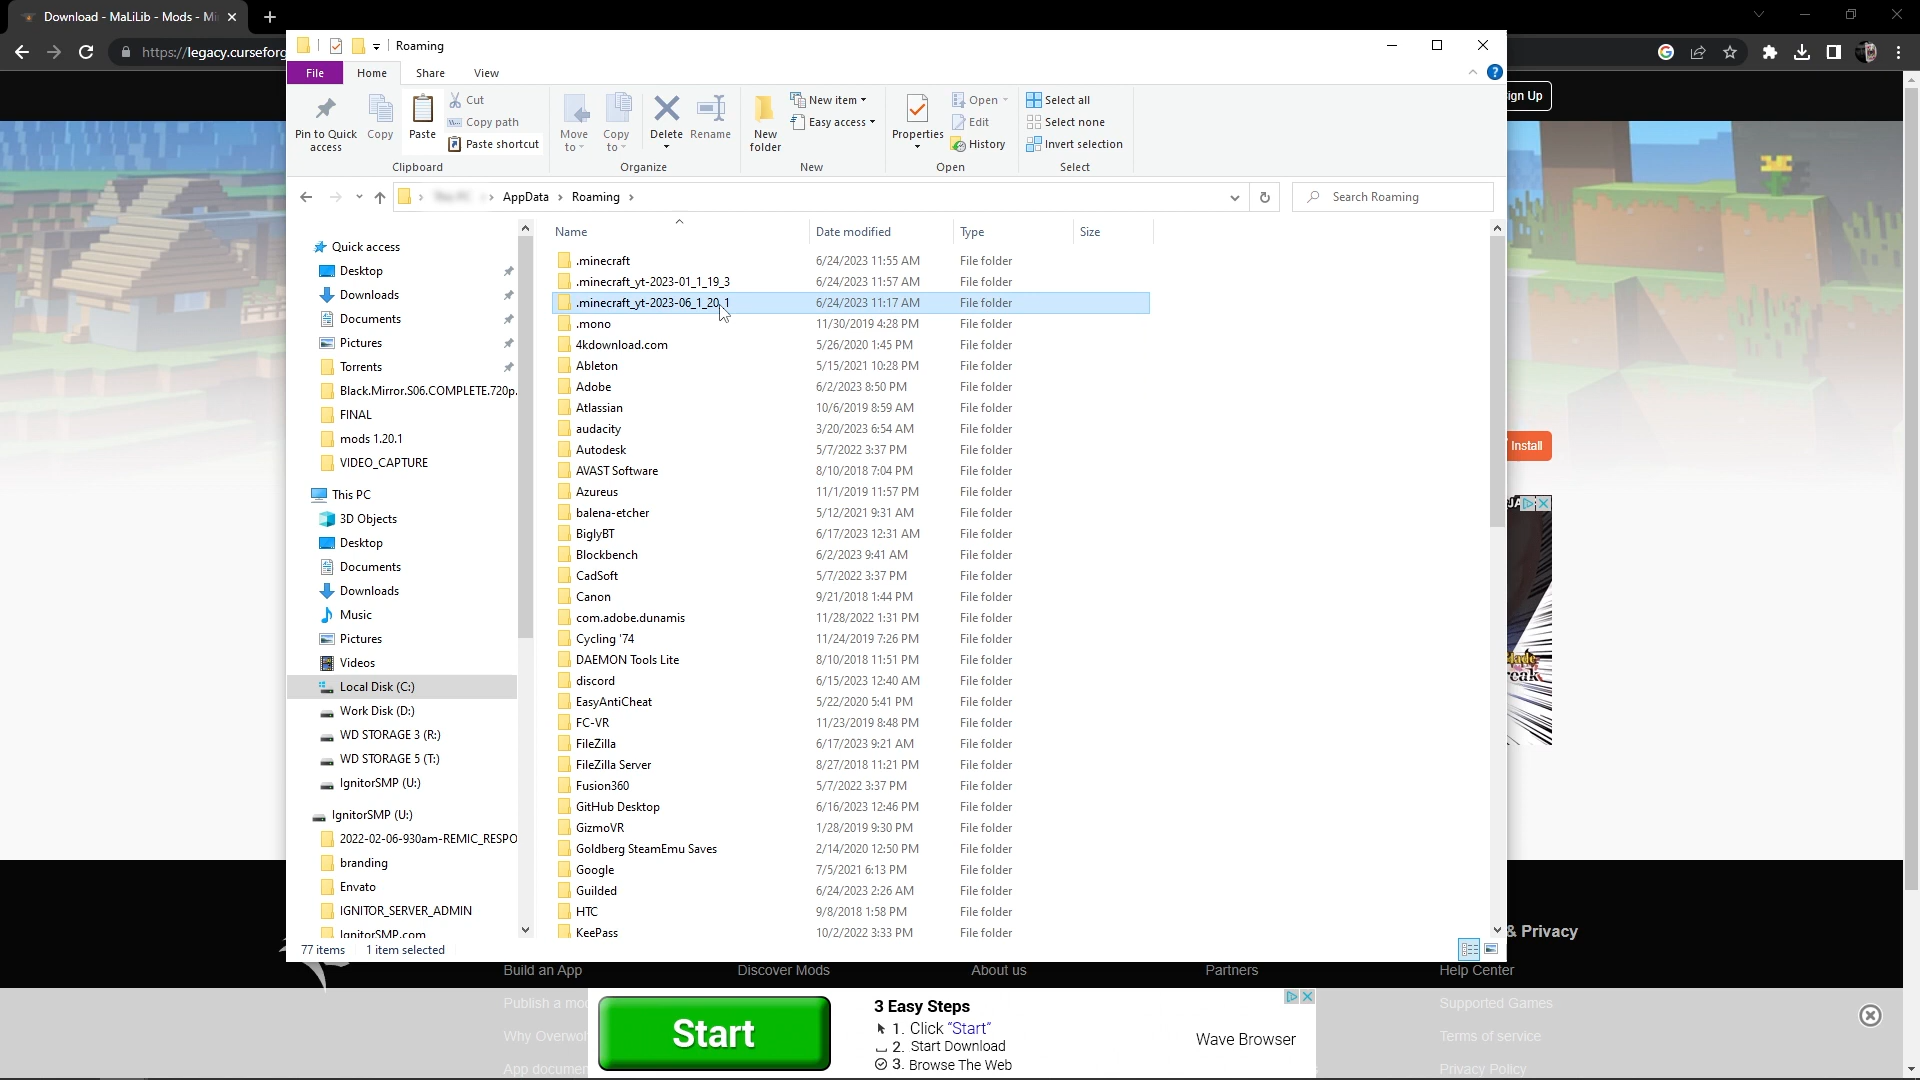 Download - MaLiLib - Mods - Mi
https://legacy.curseforg
Roaming
File
Home
Share
View
Pin to Quick access
Copy
Paste
Cut
Copy path
Paste shortcut
Clipboard
Move to
Copy to
Delete
Rename
Organize
New folder
New item
Easy access
New
Properties
Open
Edit
History
Open
Select all
Select none
Invert selection
Select
ign Up
AppData > Roaming >
Search Roaming
Name
Date modified
Type
Size
Quick access
Desktop
Downloads
Documents
Pictures
Torrents
Black.Mirror.S06.COMPLETE.720p.
FINAL
mods 1.20.1
VIDEO_CAPTURE
This PC
3D Objects
Desktop
Documents
Downloads
Music
Pictures
Videos
Local Disk (C:)
Work Disk (D:)
WD STORAGE 3 (R:)
WD STORAGE 5 (T:)
IgnitorSMP (U:)
IgnitorSMP (U:)
2022-02-06-930am-REMIC_RESPO
branding
Envato
IGNITOR_SERVER_ADMIN
IgnitorSMP.com
.minecraft 6/24/2023 11:55 AM File folder
.minecraft_yt-2023-01_1_19_3 6/24/2023 11:57 AM File folder
.minecraft_yt-2023-06_1_20_1 6/24/2023 11:17 AM File folder
.mono 11/30/2019 4:28 PM File folder
4kdownload.com 5/26/2020 1:45 PM File folder
Ableton 5/15/2021 10:28 PM File folder
Adobe 6/2/2023 8:50 PM File folder
Atlassian 10/6/2019 8:59 AM File folder
audacity 3/20/2023 6:54 AM File folder
Autodesk 5/7/2022 3:37 PM File folder
AVAST Software 8/10/2018 7:04 PM File folder
Azureus 11/1/2019 11:57 PM File folder
balena-etcher 5/12/2021 9:31 AM File folder
BiglyBT 6/17/2023 12:31 AM File folder
Blockbench 6/2/2023 9:41 AM File folder
CadSoft 5/7/2022 3:37 PM File folder
Canon 9/21/2018 1:44 PM File folder
com.adobe.dunamis 11/28/2022 1:31 PM File folder
Cycling '74 11/24/2019 7:26 PM File folder
DAEMON Tools Lite 8/10/2018 11:51 PM File folder
discord 6/15/2023 12:40 AM File folder
EasyAntiCheat 5/22/2020 5:41 PM File folder
FC-VR 11/23/2019 8:48 PM File folder
FileZilla 6/17/2023 9:21 AM File folder
FileZilla Server 8/27/2018 11:21 PM File folder
Fusion360 5/7/2022 3:37 PM File folder
GitHub Desktop 6/16/2023 12:46 PM File folder
GizmoVR 1/28/2019 9:30 PM File folder
Goldberg SteamEmu Saves 2/14/2020 12:50 PM File folder
Google 7/5/2021 6:13 PM File folder
Guilded 6/24/2023 2:26 AM File folder
HTC 9/8/2018 1:58 PM File folder
KeePass 10/2/2022 3:33 PM File folder
77 items
1 item selected
Install
& Privacy
Build an App
Discover Mods
About us
Partners
Help Center
Publish a mo
Why Overwol
App documen
Supported Games
Terms of service
Privacy Policy
Start
3 Easy Steps
1. Click "Start"
2. Start Download
3. Browse The Web
Wave Browser